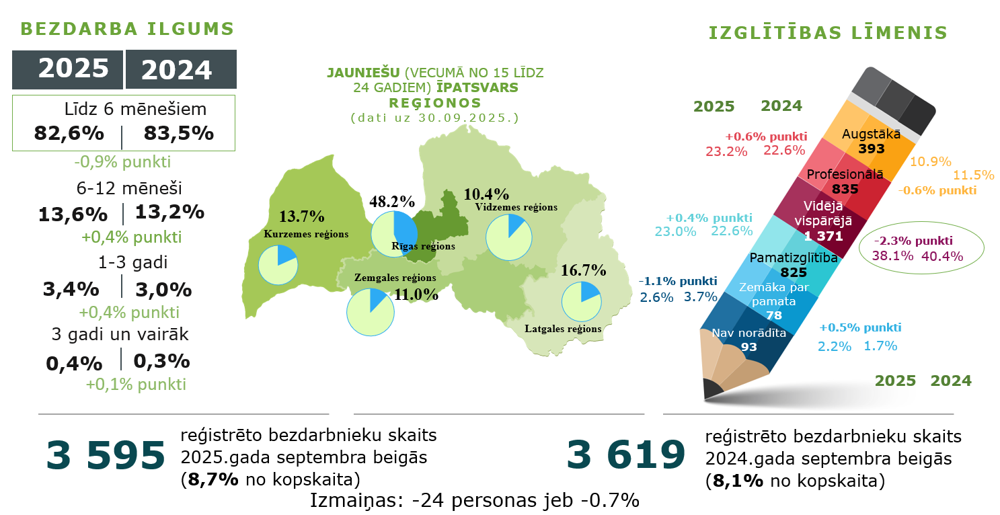 BEZDARBA ILGUMS
2025 2024
Līdz 6 mēnešiem
82,6% 83,5%
-0,9% punkti
6-12 mēneši
13,6% 13,2%
+0,4% punkti
1-3 gadi
3,4% 3,0%
+0,4% punkti
3 gadi un vairāk
0,4% 0,3%
+0,1% punkti
JAUNIEŠU (VECUMĀ NO 15 LĪDZ
24 GADIEM) ĪPATSVARS
REĢIONOS
(dati uz 30.09.2025.)
13.7%
Kurzemes reģions
48.2%
Rīgas reģions
10.4%
Vidzemes reģions
Zemgales reģions
11.0%
16.7%
Latgales reģions
IZGLĪTĪBAS LĪMENIS
2025 2024
+0.6% punkti
23.2% 22.6%
+0.4% punkti
23.0% 22.6%
-1.1% punkti
2.6% 3.7%
Augstākā
393
Profesionālā
835
Vidējā
vispārējā
1 371
Pamatizglītība
825
Zemāka par
pamata
78
Nav norādīta
93
10.9%
11.5%
-0.6% punkti
-2.3% punkti
38.1% 40.4%
+0.5% punkti
2.2% 1.7%
2025 2024
3 595
reģistrēto bezdarbnieku skaits
2025.gada septembra beigās
(8,7% no kopskaita)
3 619
reģistrēto bezdarbnieku skaits
2024.gada septembra beigās
(8,1% no kopskaita)
Izmaiņas: -24 personas jeb -0.7%